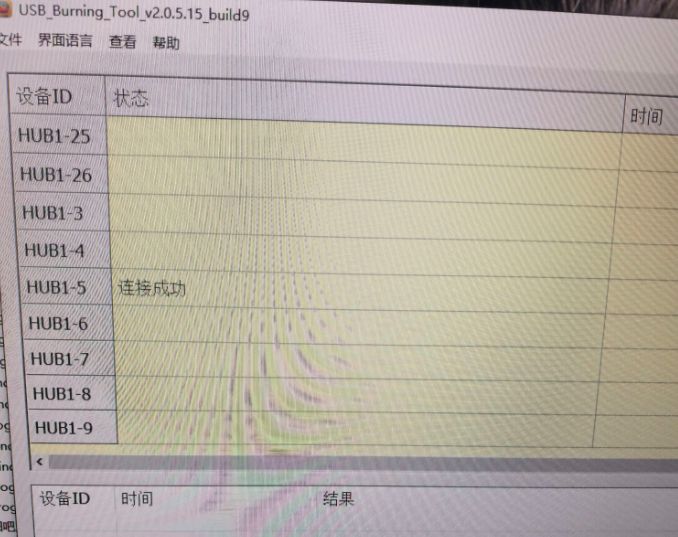 USB_Burning_Tool_v2.0.5.15_build9
文件 界面语言 查看 帮助
设备ID 状态 时间
HUB1-25
HUB1-26
HUB1-3
HUB1-4
HUB1-5 连接成功
HUB1-6
HUB1-7
HUB1-8
HUB1-9
设备ID 时间 结果